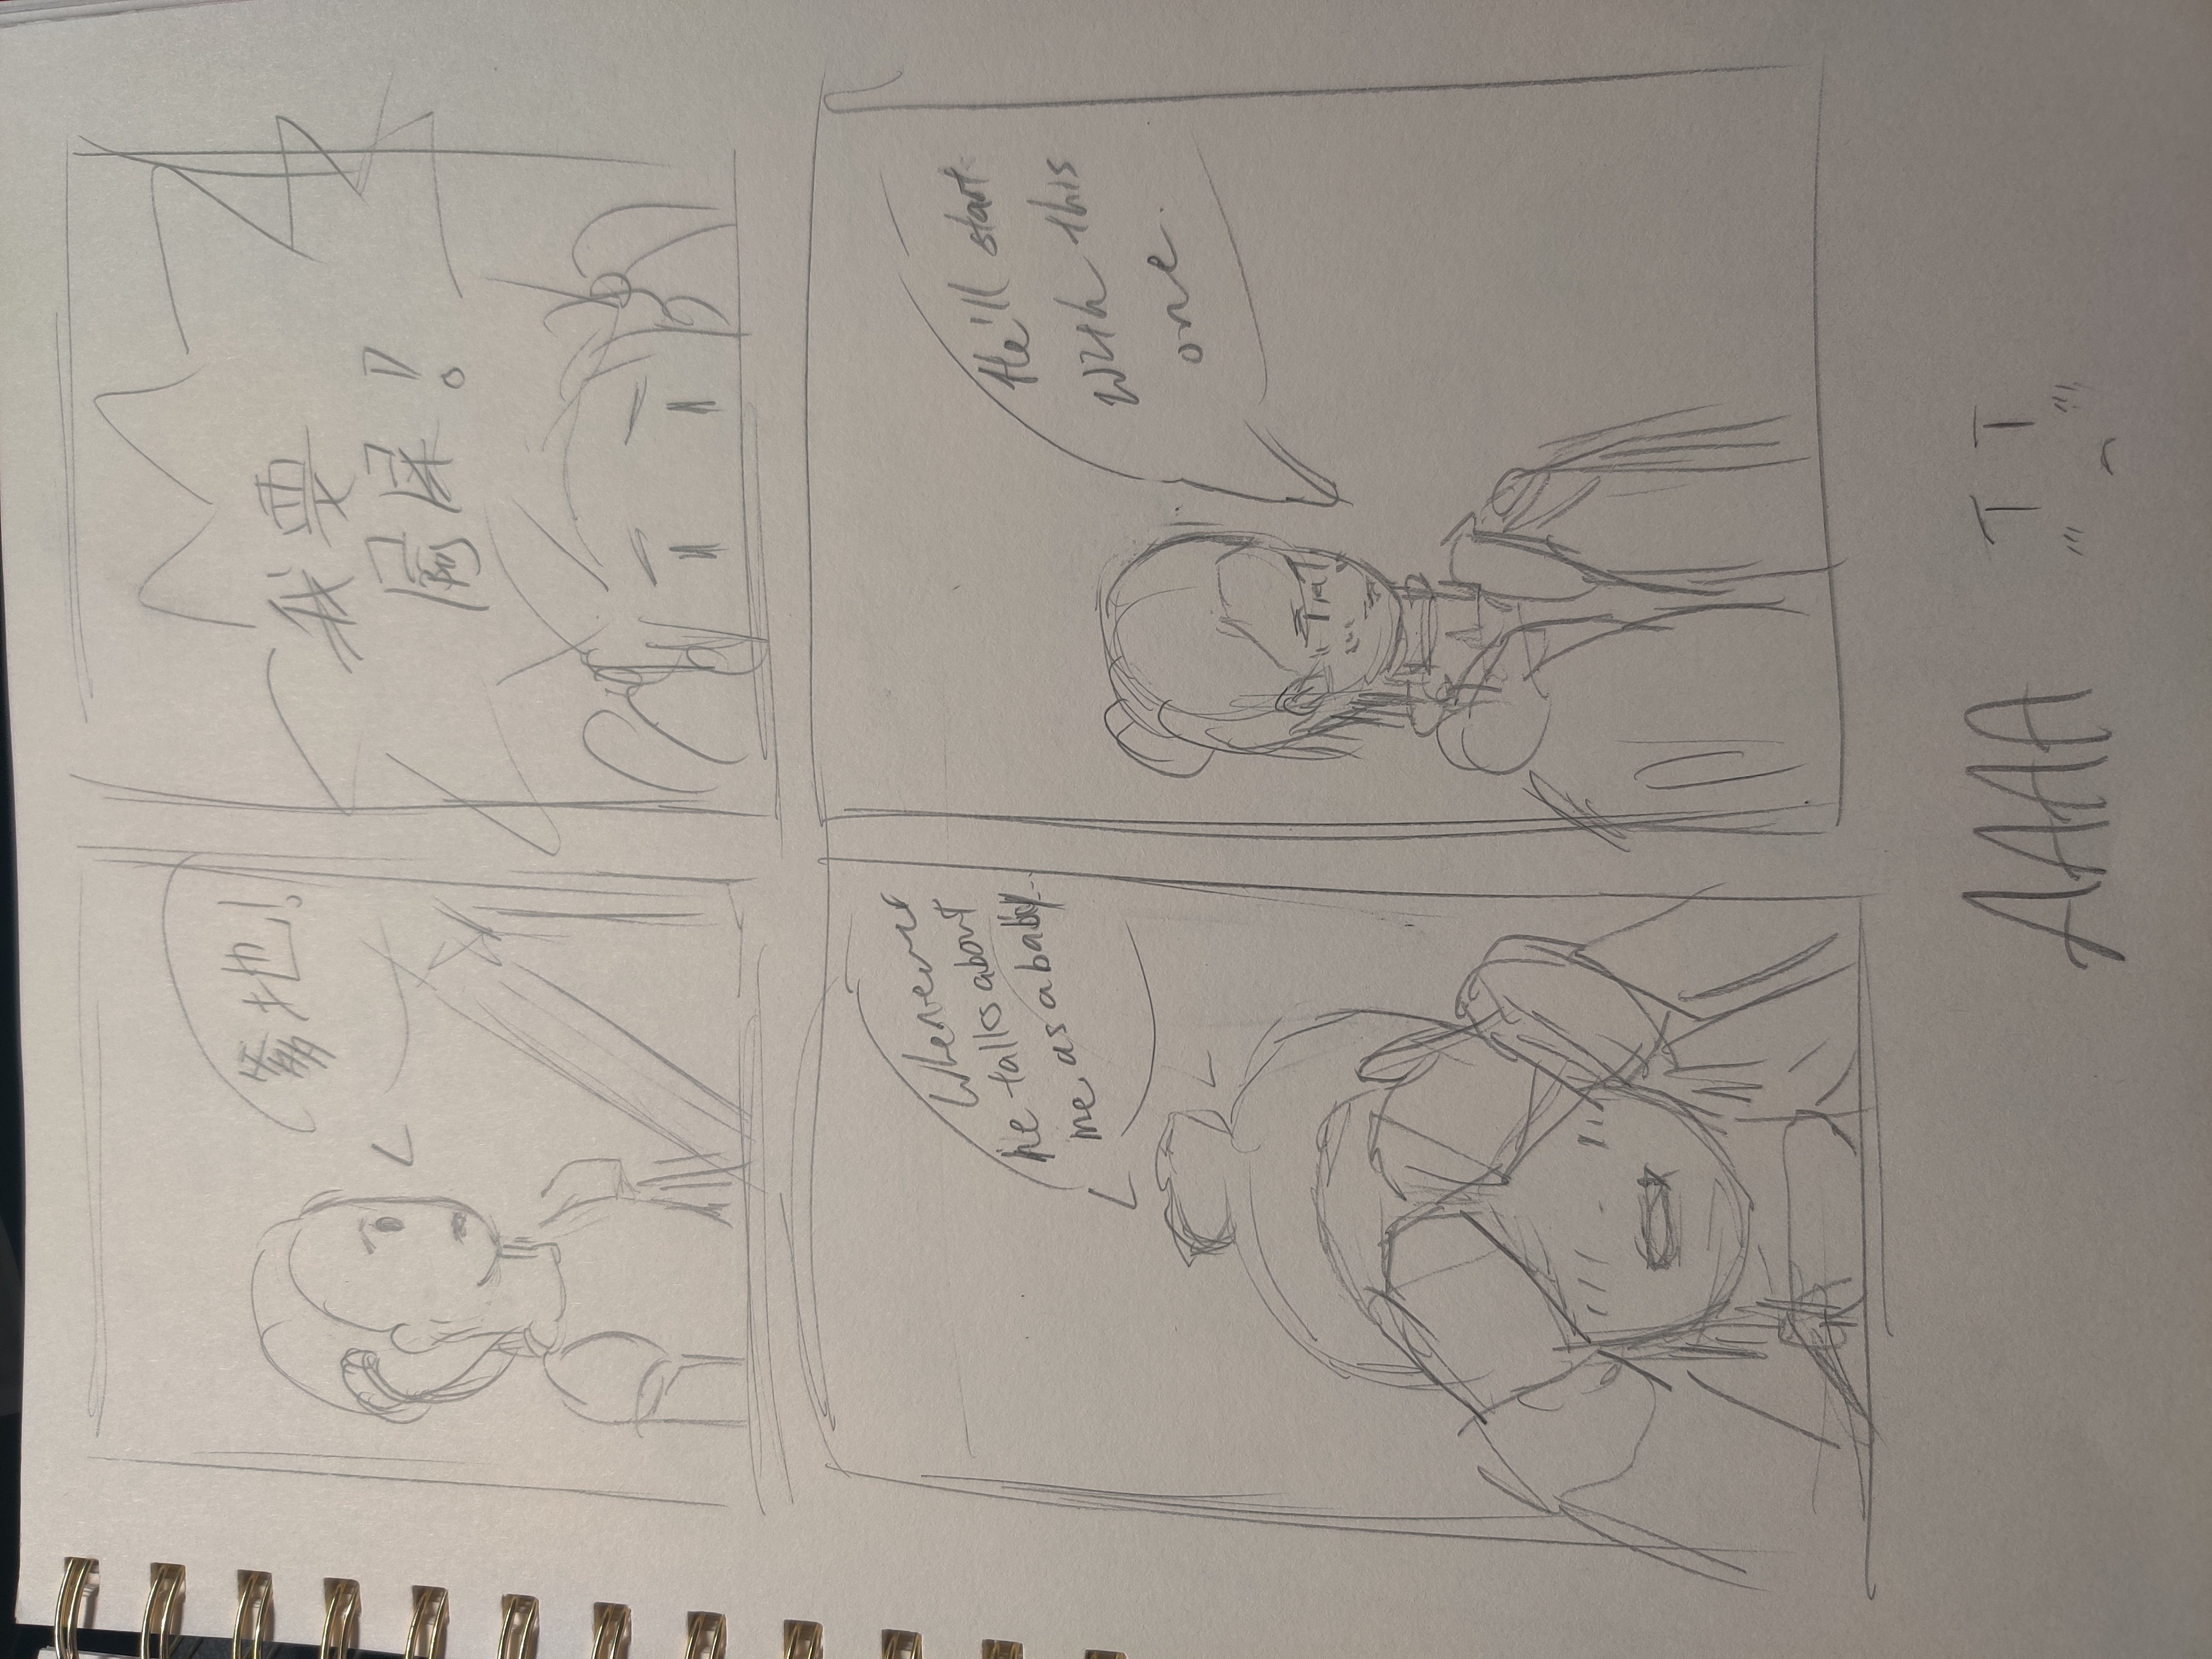 爹地！
我要
屙屎！
Whenever
he talks about
me as a baby...
He'll start
with this
one.
AAAA